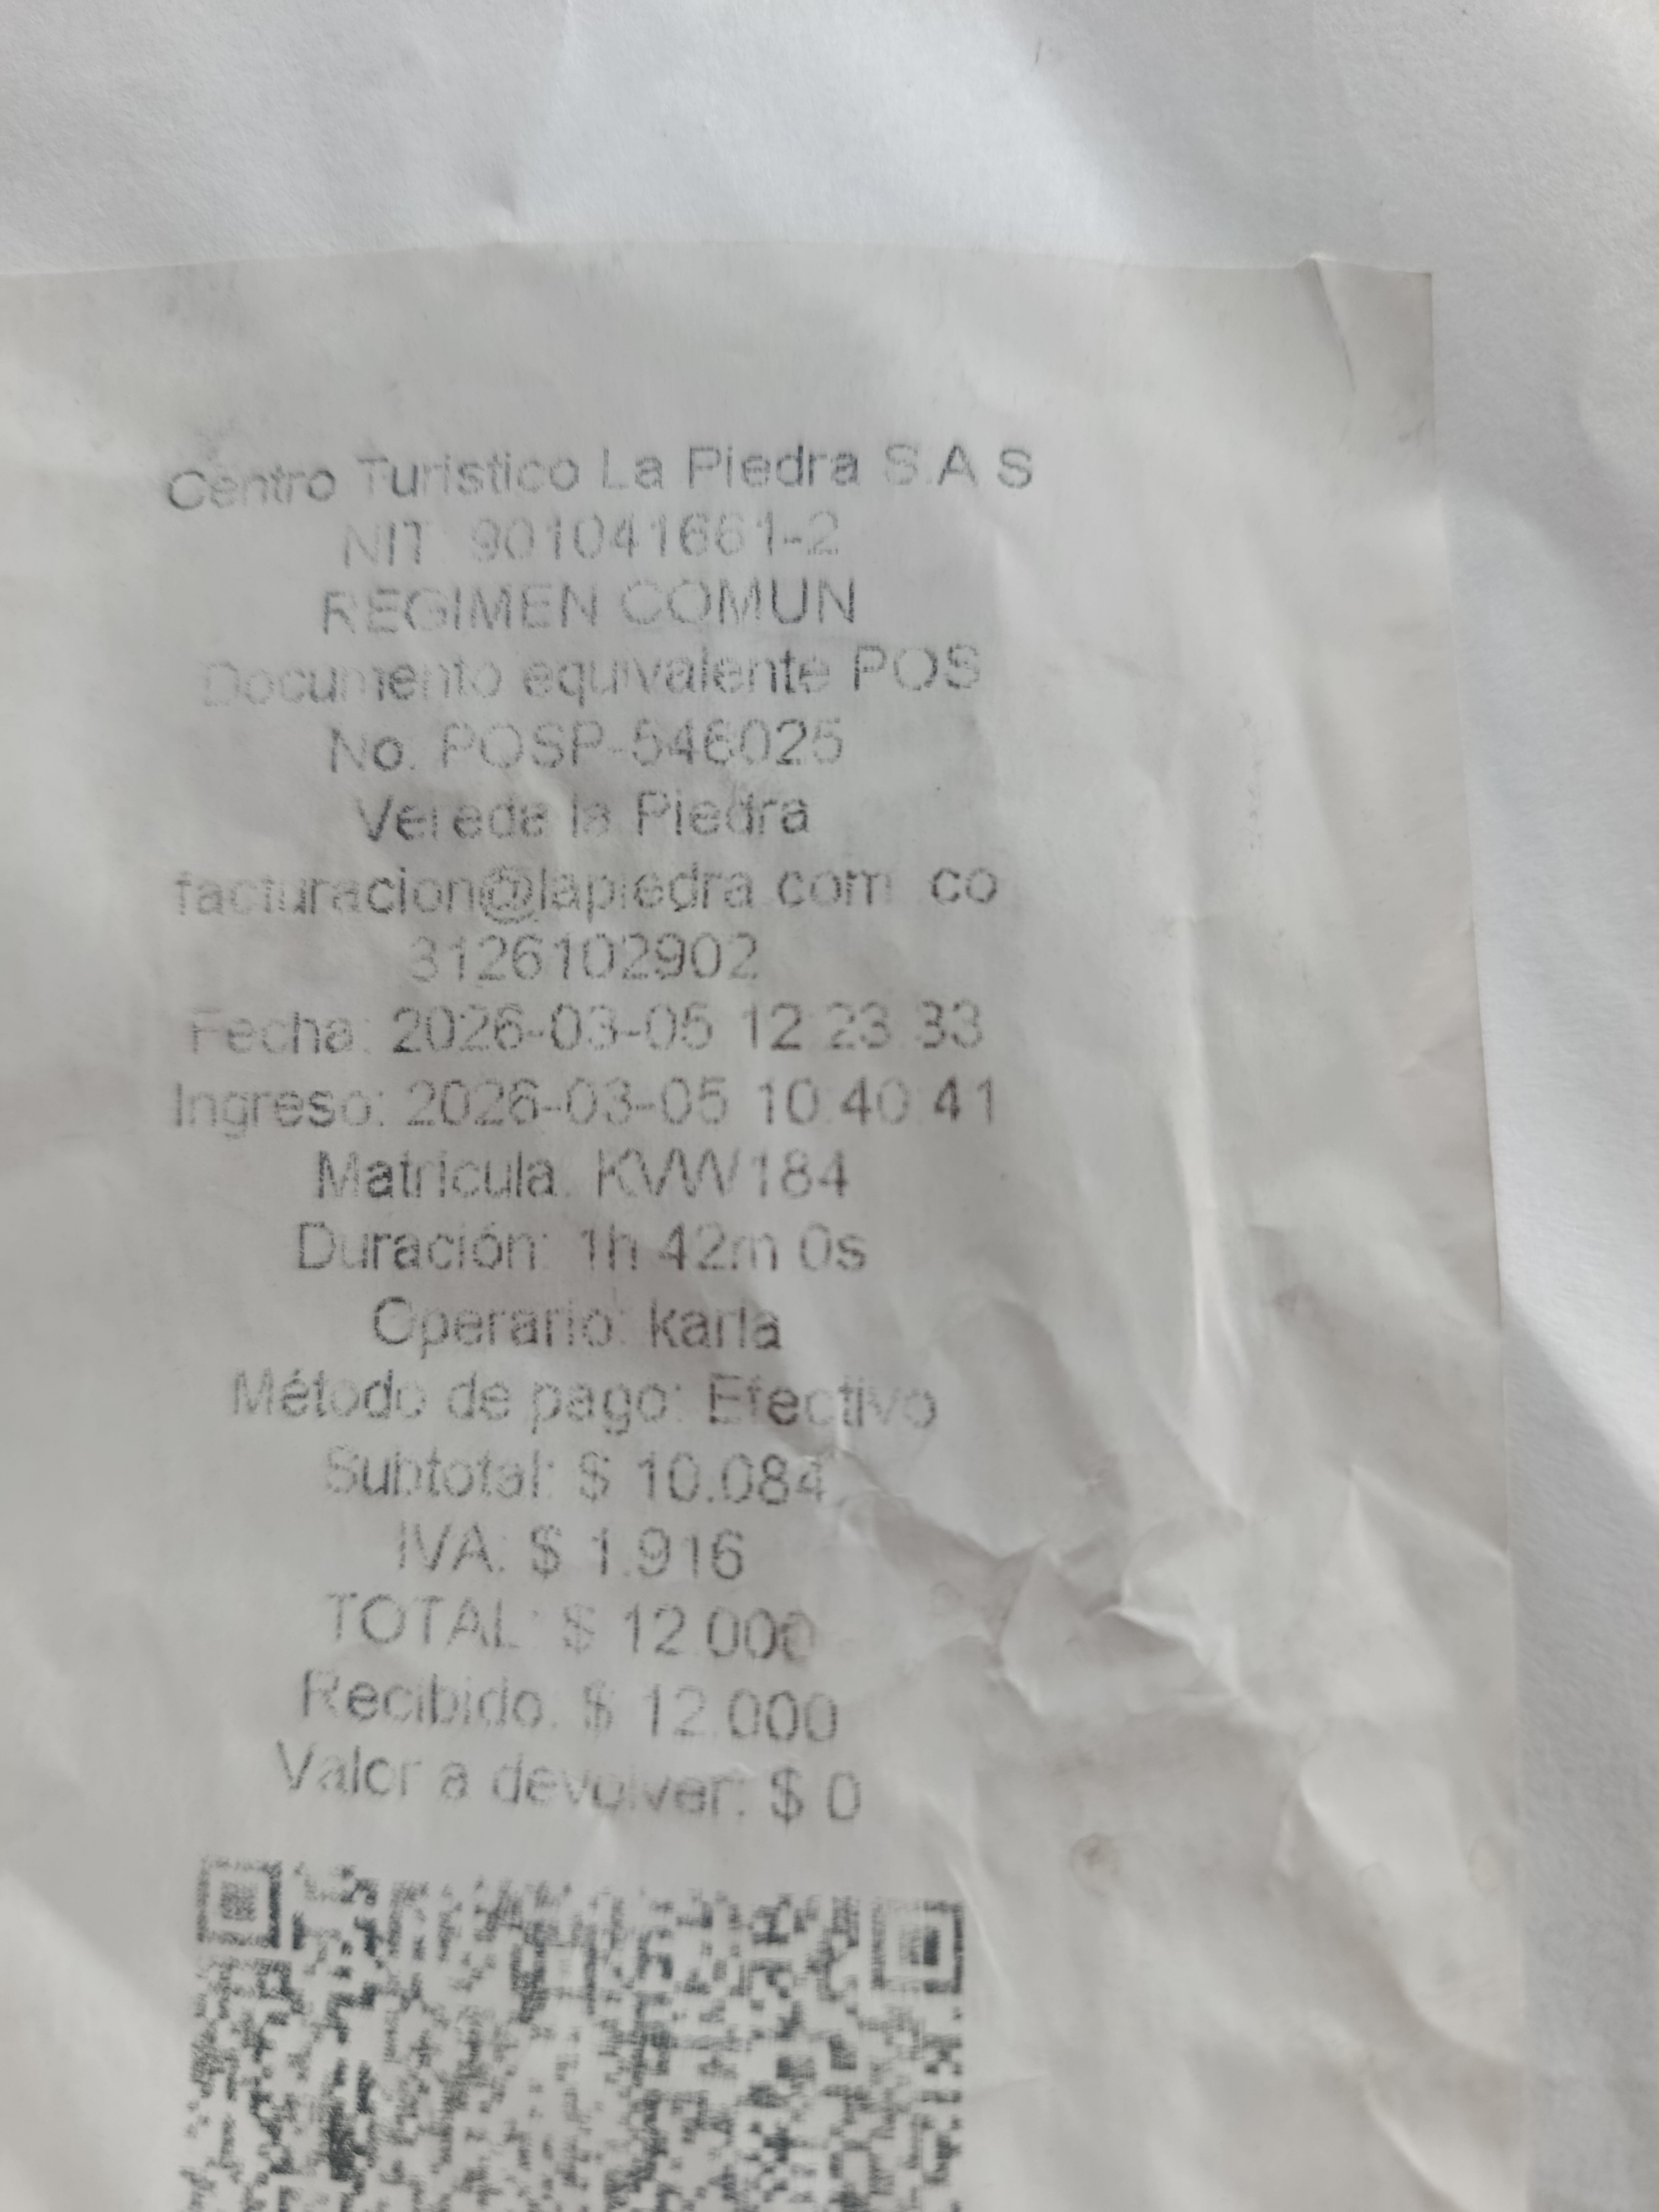 Centro Turistico La Piedra S.A.S
NIT: 901041661-2
REGIMEN COMUN
Documento equivalente POS
No. POSP-546025
Vereda la Piedra
facturacion@lapiedra.com.co
3126102902
Fecha: 2026-03-05 12:23:33
Ingreso: 2026-03-05 10:40:41
Matrícula: KVW184
Duración: 1h 42m 0s
Operario: karla
Método de pago: Efectivo
Subtotal: $ 10.084
IVA: $ 1.916
TOTAL: $ 12.000
Recibido: $ 12.000
Valor a devolver: $ 0